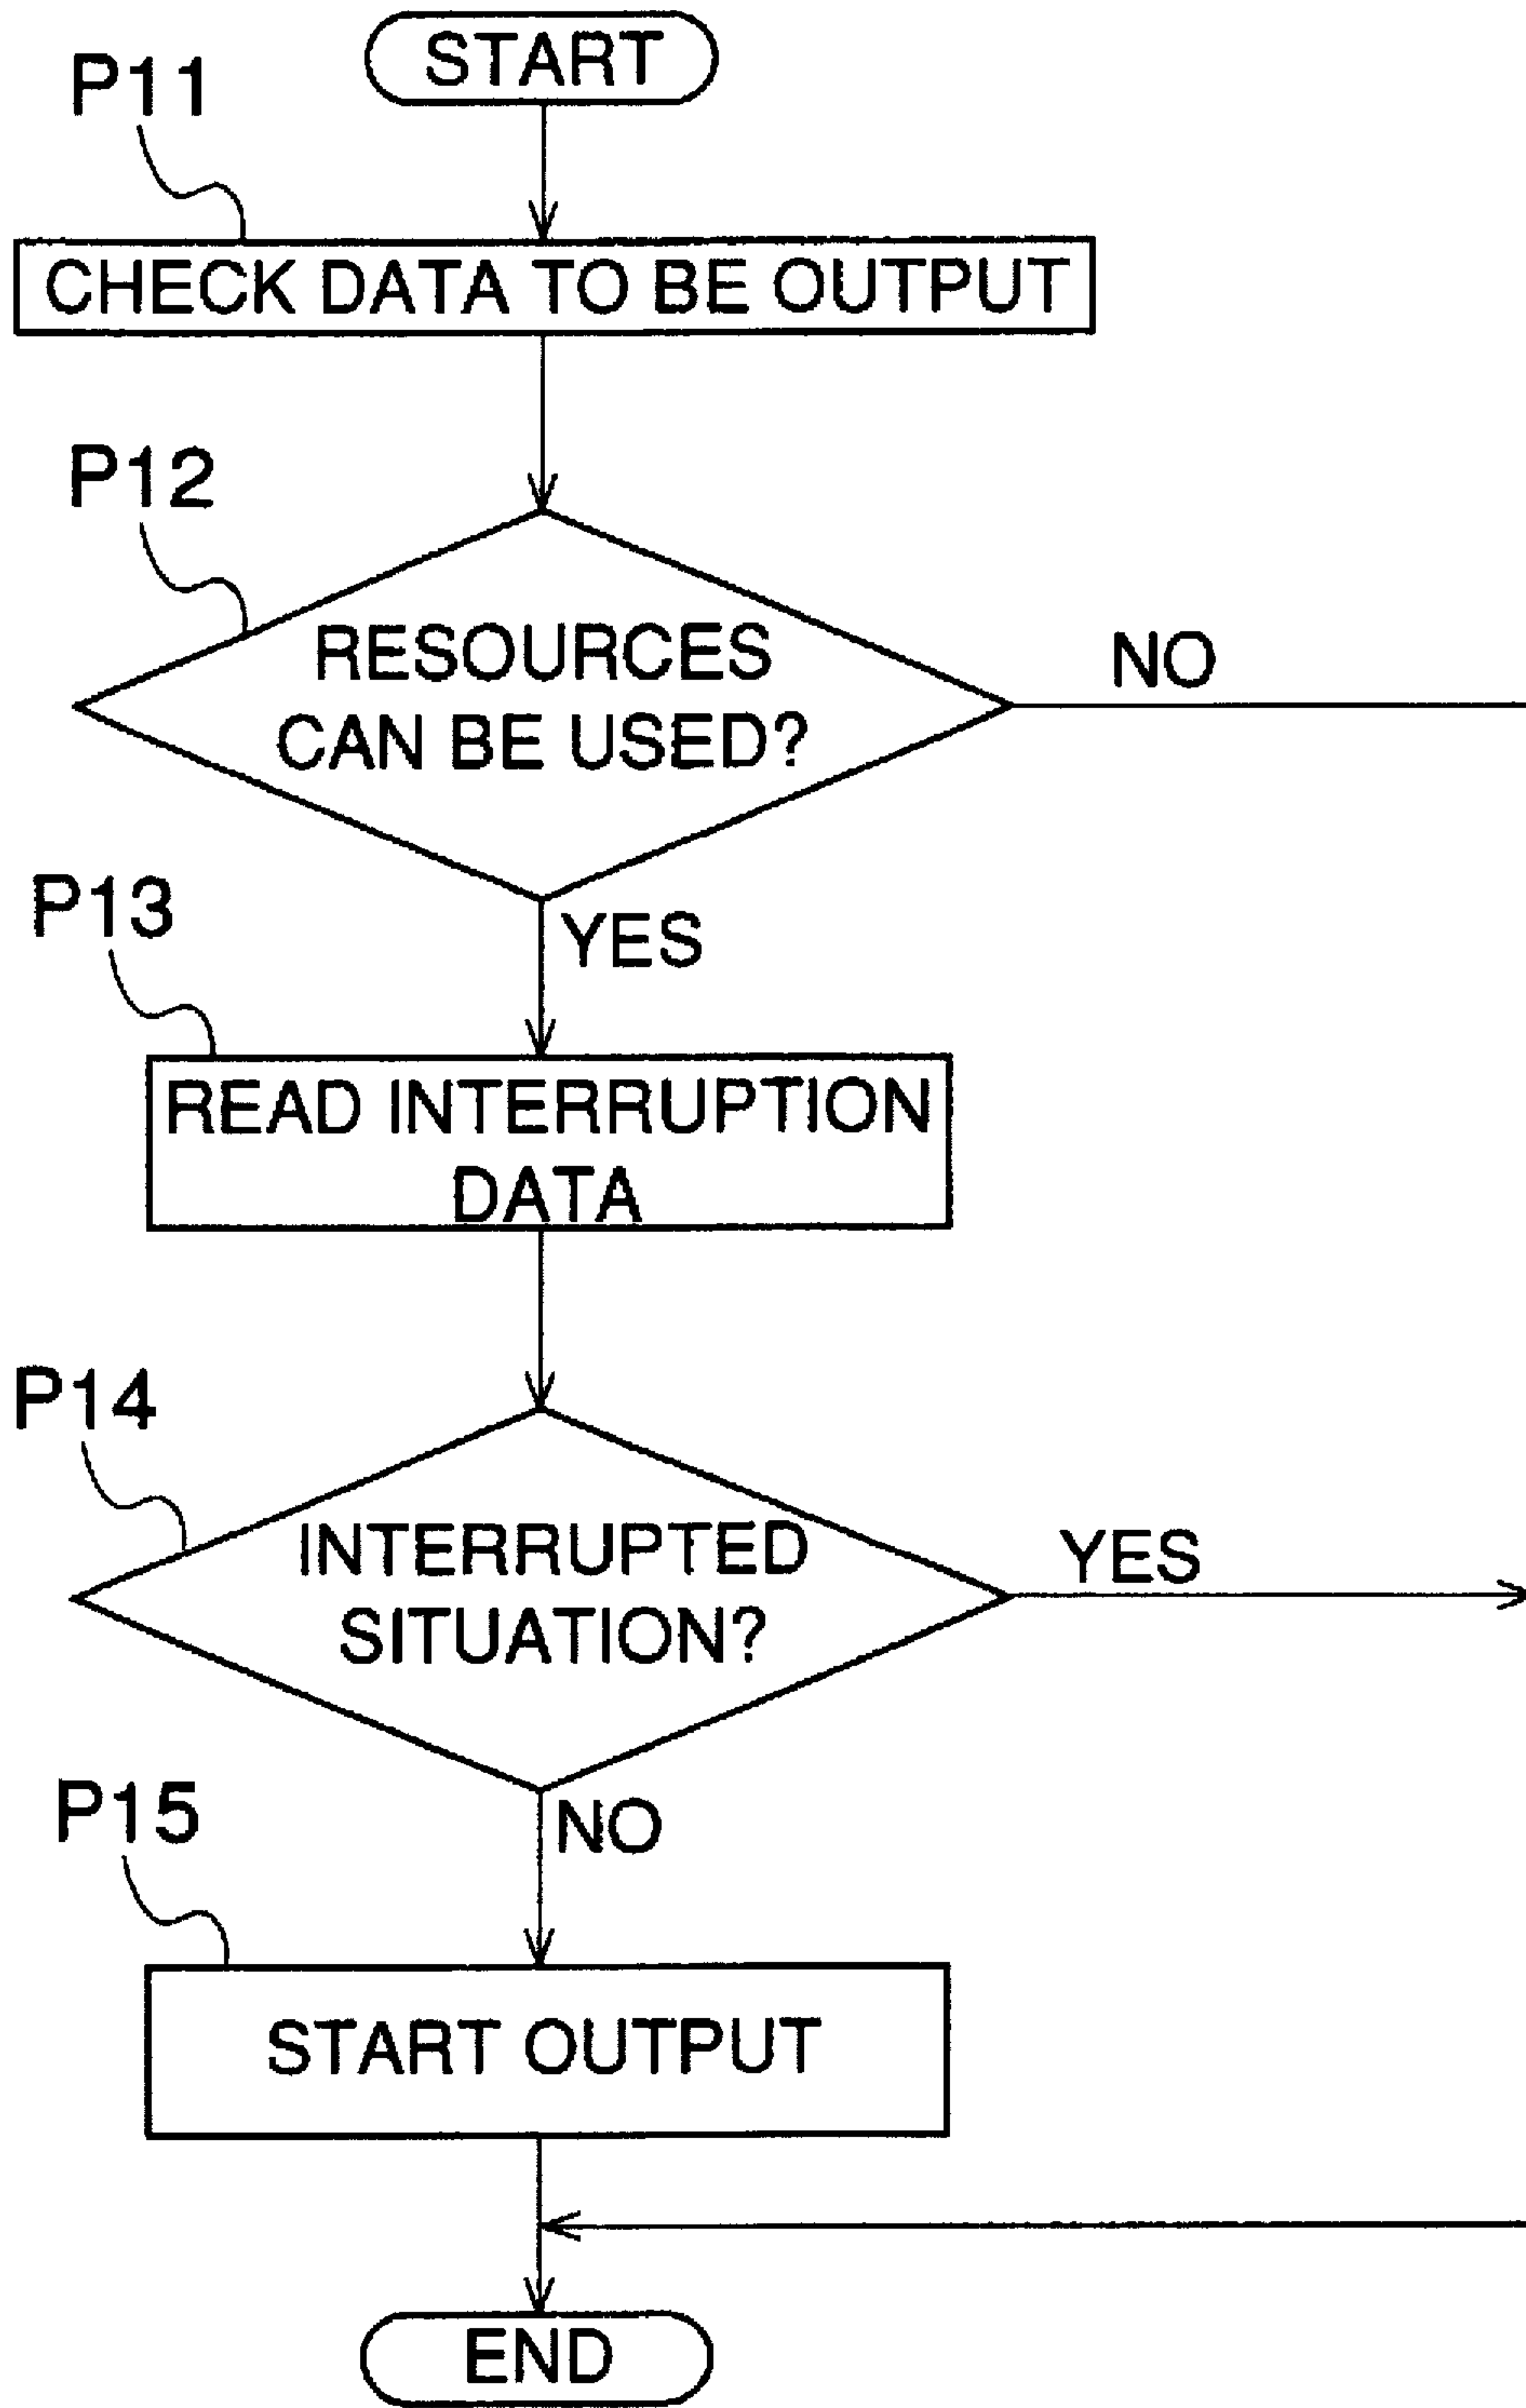 START
P11
CHECK DATA TO BE OUTPUT
P12
RESOURCES
CAN BE USED?
NO
P13
YES
READ INTERRUPTION
DATA
P14
INTERRUPTED
SITUATION?
YES
P15
NO
START OUTPUT
END